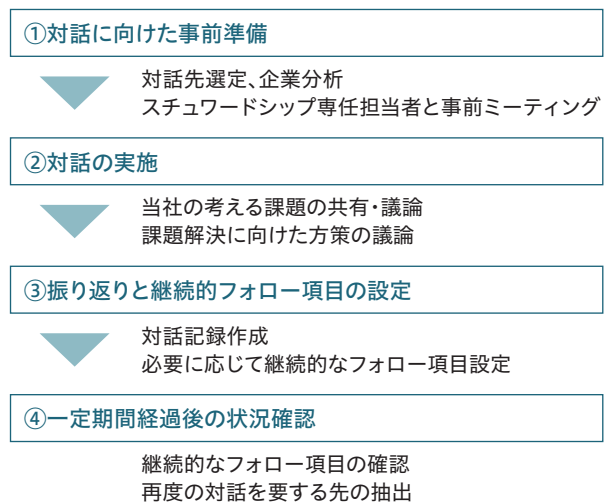 ①対話に向けた事前準備
対話先選定、企業分析
スチュワードシップ専任担当者と事前ミーティング
②対話の実施
当社の考える課題の共有・議論
課題解決に向けた方策の議論
③振り返りと継続的フォロー項目の設定
対話記録作成
必要に応じて継続的なフォロー項目設定
④一定期間経過後の状況確認
継続的なフォロー項目の確認
再度の対話を要する先の抽出